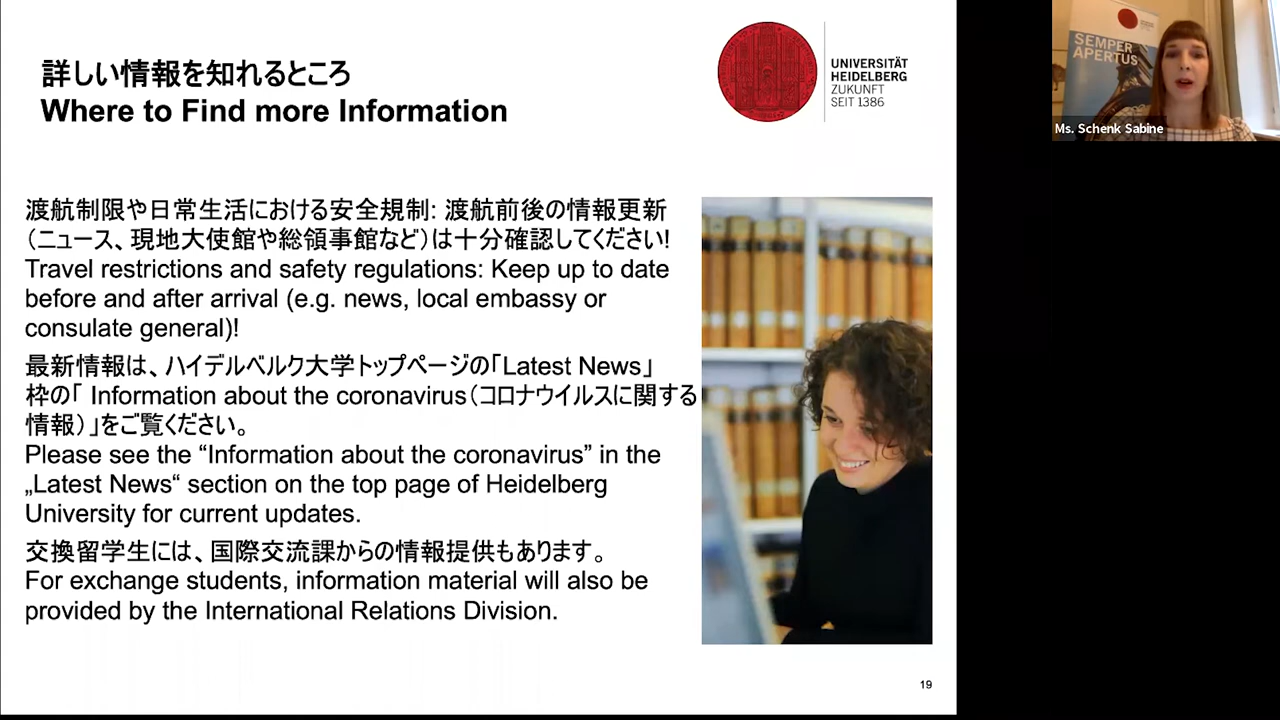 詳しい情報を知れるところ
Where to Find more Information
UNIVERSITÄT
HEIDELBERG
ZUKUNFT
SEIT 1386
渡航制限や日常生活における安全規制: 渡航前後の情報更新
（ニュース、現地大使館や総領事館など）は十分確認してください!
Travel restrictions and safety regulations: Keep up to date
before and after arrival (e.g. news, local embassy or
consulate general)!
最新情報は、ハイデルベルク大学トップページの「Latest News」
枠の「 Information about the coronavirus（コロナウイルスに関する
情報）」をご覧ください。
Please see the “Information about the coronavirus” in the
„Latest News“ section on the top page of Heidelberg
University for current updates.
交換留学生には、国際交流課からの情報提供もあります。
For exchange students, information material will also be
provided by the International Relations Division.
19
SEMPER
APERTUS
Ms. Schenk Sabine